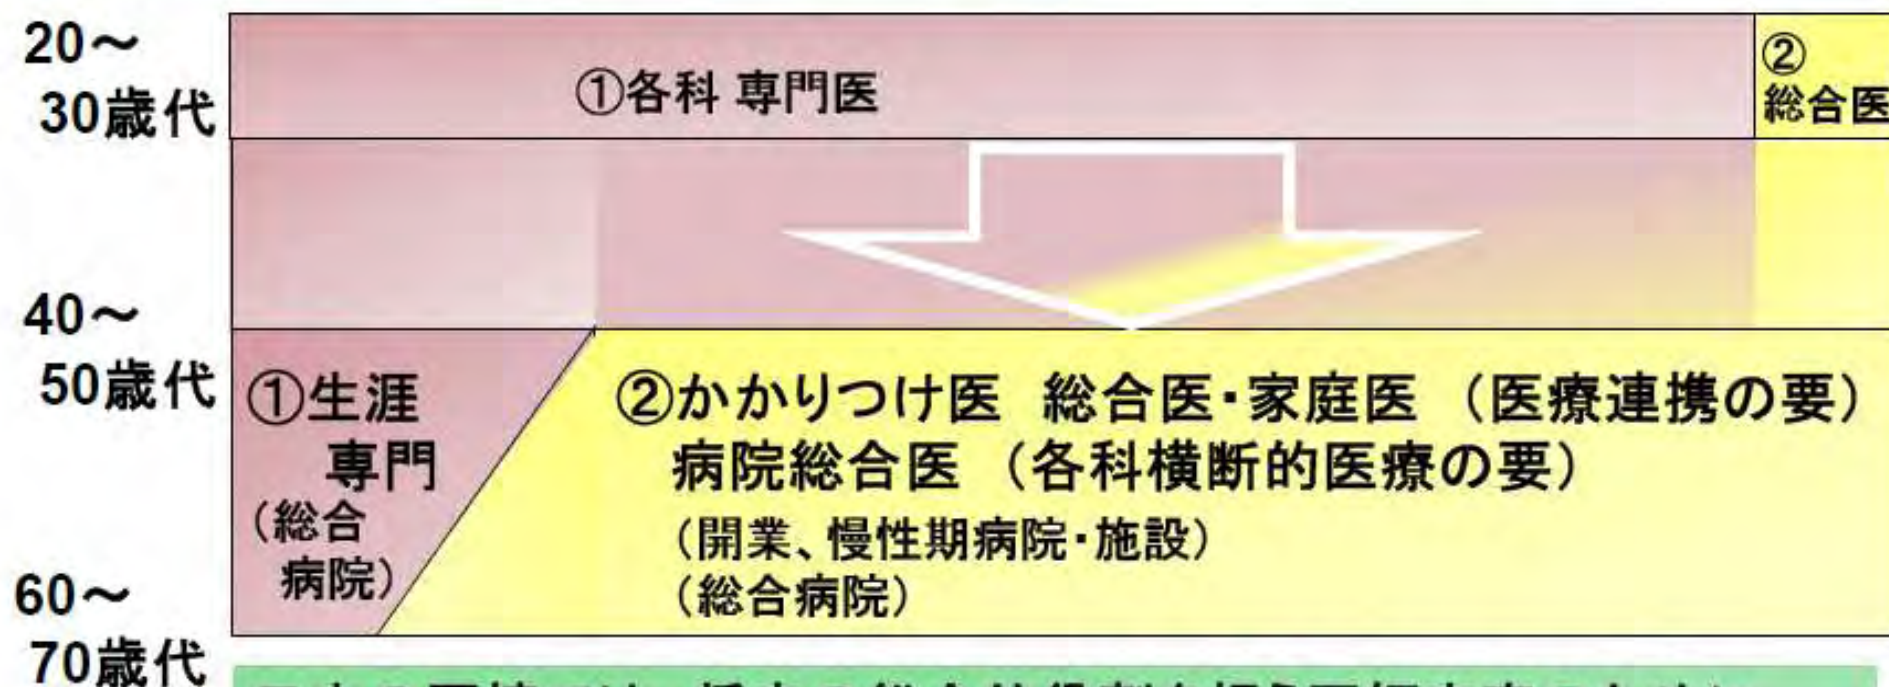 20~
30歳代
①各科 専門医
②
総合医
40~
50歳代
①生涯
専門
(総合
病院)
②かかりつけ医 総合医・家庭医 (医療連携の要)
病院総合医 (各科横断的医療の要)
(開業、慢性期病院・施設)
(総合病院)
60~
70歳代